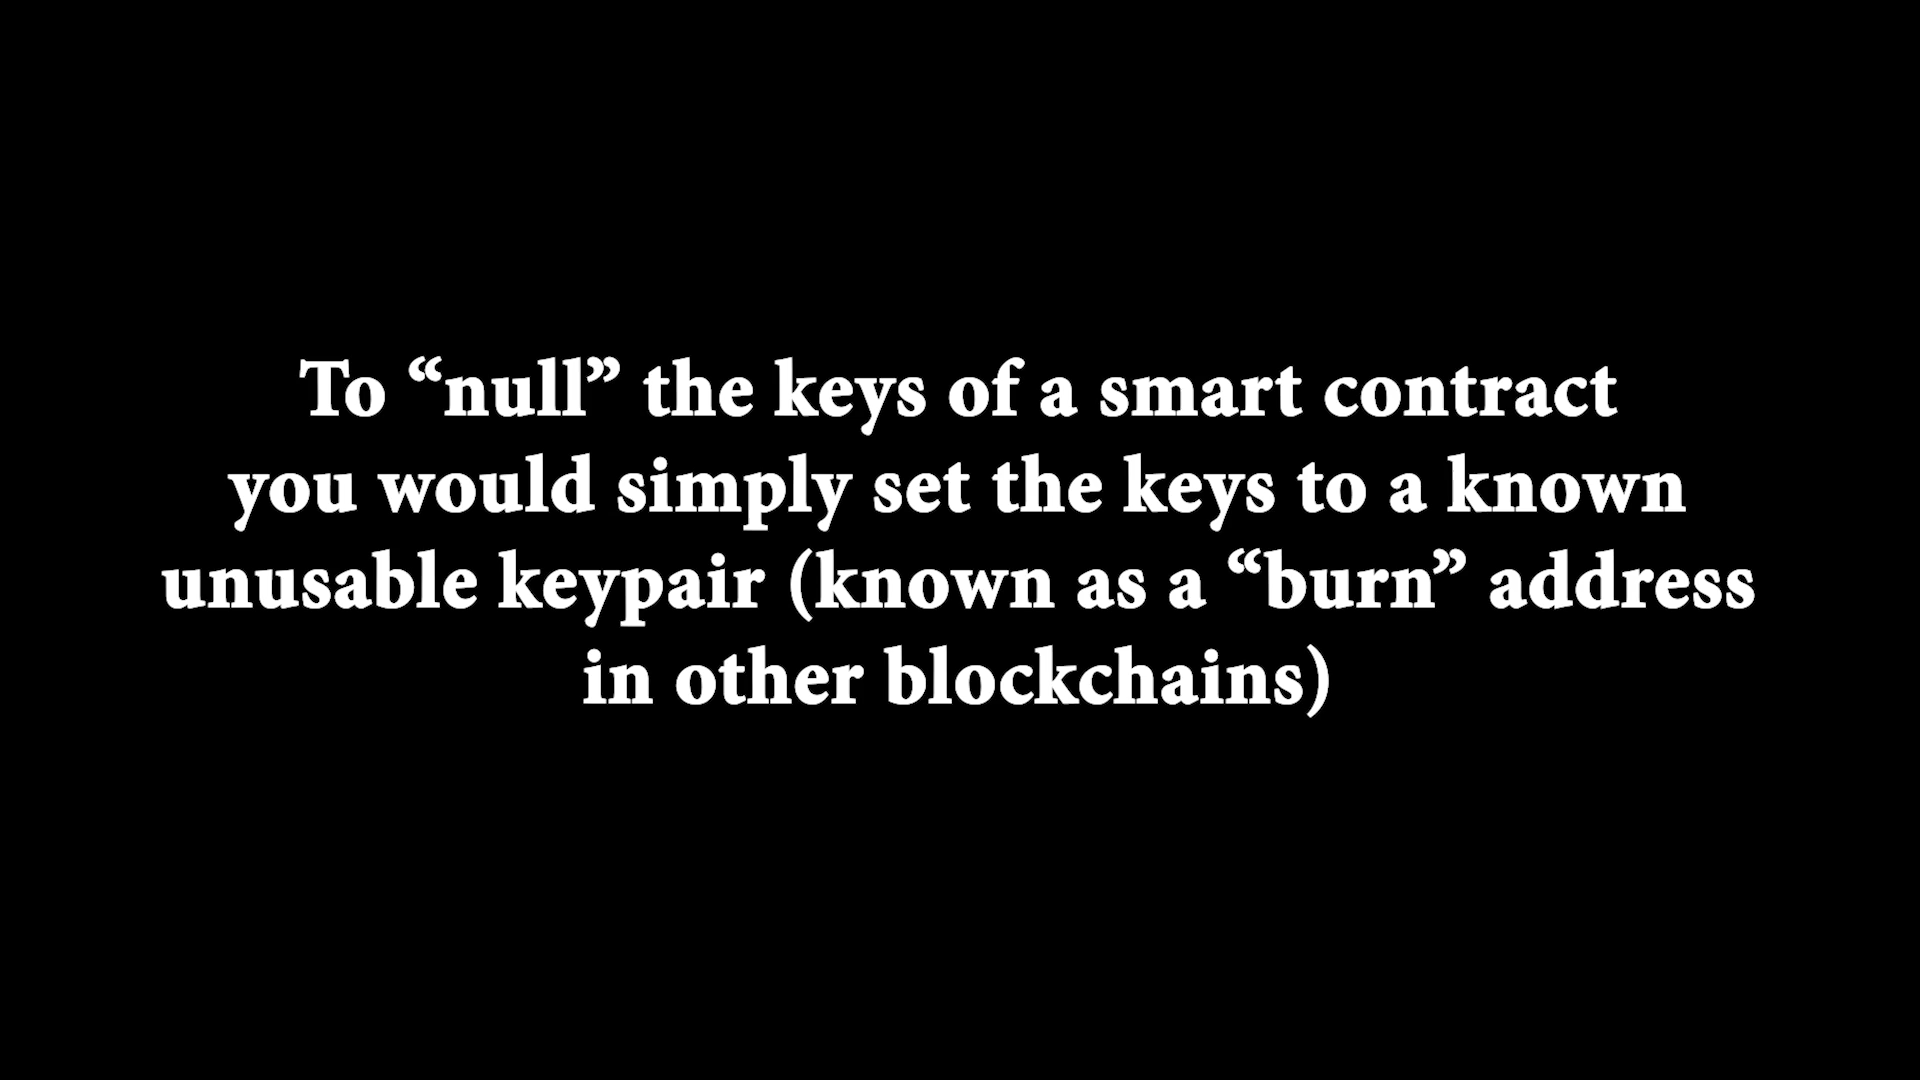 To “null” the keys of a smart contract
you would simply set the keys to a known
unusable keypair (known as a “burn” address
in other blockchains)